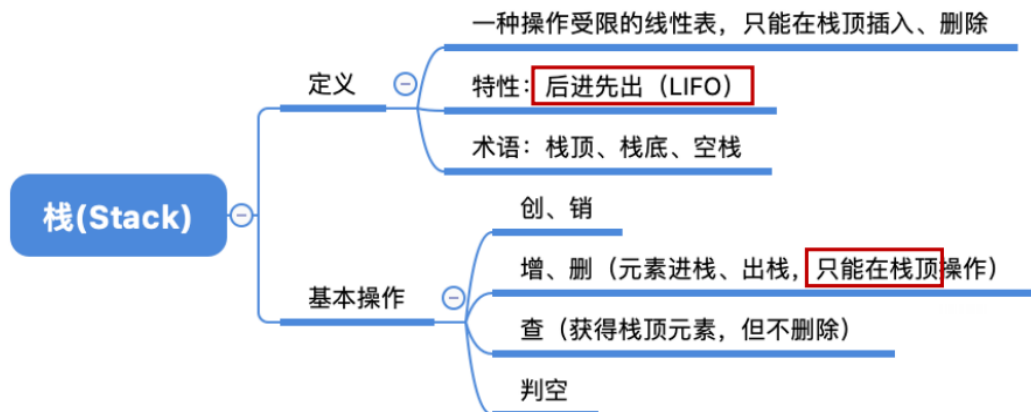 栈(Stack)
定义
一种操作受限的线性表，只能在栈顶插入、删除
特性：后进先出（LIFO）
术语：栈顶、栈底、空栈
基本操作
创、销
增、删（元素进栈、出栈，只能在栈顶操作）
查（获得栈顶元素，但不删除）
判空